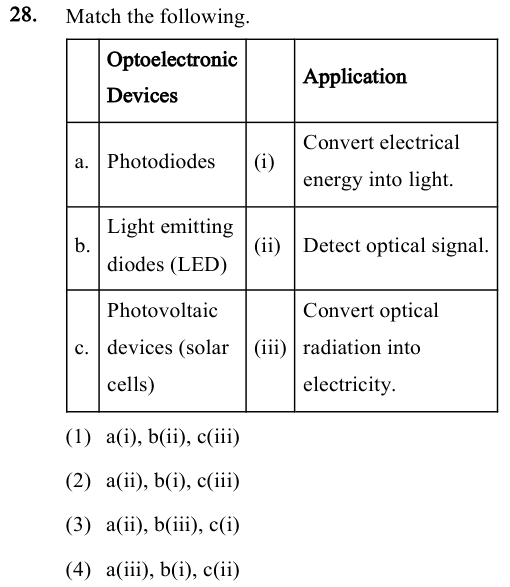 28. Match the following.
Optoelectronic
Devices
Application
a. Photodiodes (i) Convert electrical
energy into light.
b. Light emitting
diodes (LED)
(ii) Detect optical signal.
c. Photovoltaic
devices (solar
cells)
(iii) Convert optical
radiation into
electricity.
(1) a(i), b(ii), c(iii)
(2) a(ii), b(i), c(iii)
(3) a(ii), b(iii), c(i)
(4) a(iii), b(i), c(ii)